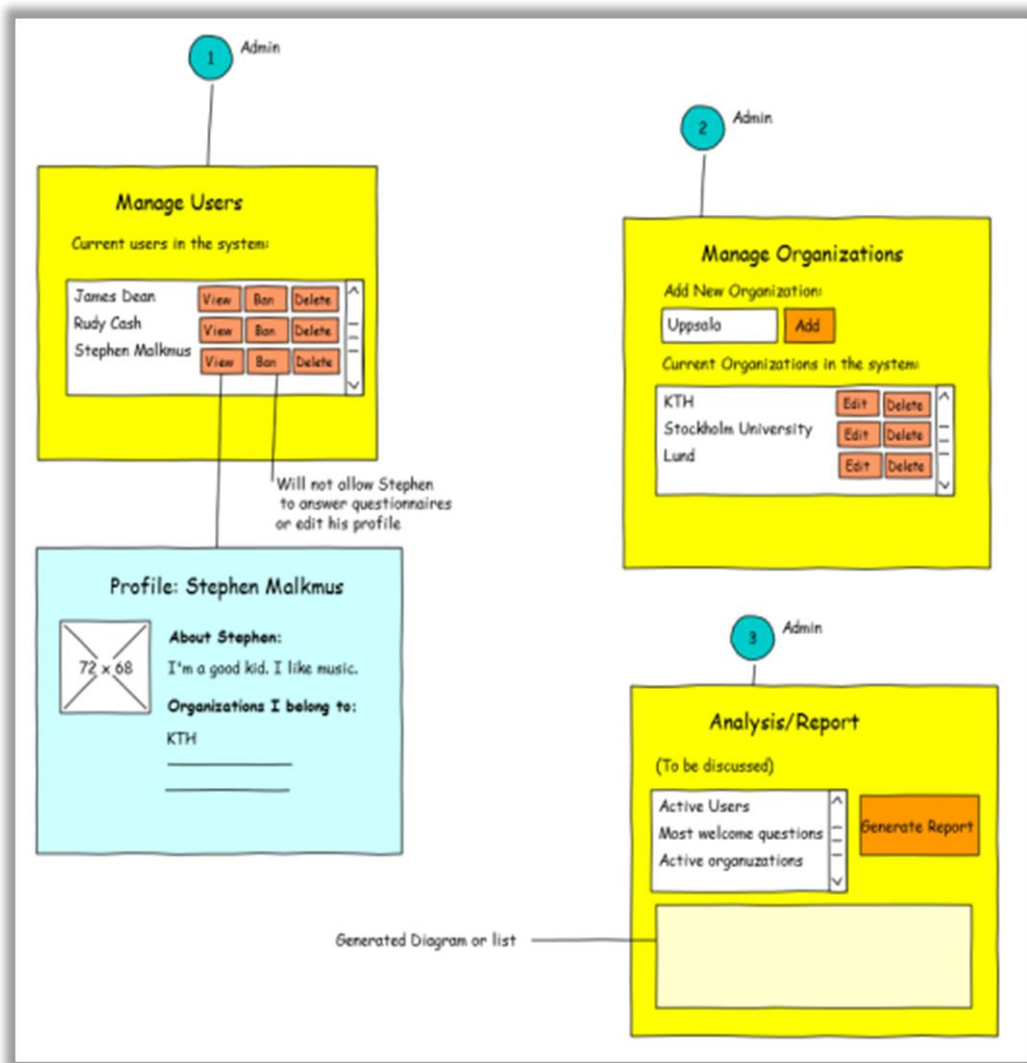 1
Admin
Manage Users
Current users in the system:
James Dean View Ban Delete
Rudy Cash View Ban Delete
Stephen Malkmus View Ban Delete
Will not allow Stephen
to answer questionnaires
or edit his profile
Profile: Stephen Malkmus
72 x 68
About Stephen:
I'm a good kid. I like music.
Organizations I belong to:
KTH
2
Admin
Manage Organizations
Add New Organization:
Uppsala Add
Current Organizations in the system:
KTH Edit Delete
Stockholm University Edit Delete
Lund Edit Delete
3
Admin
Analysis/Report
(To be discussed)
Active Users
Most welcome questions
Active organuzations
Generate Report
Generated Diagram or list